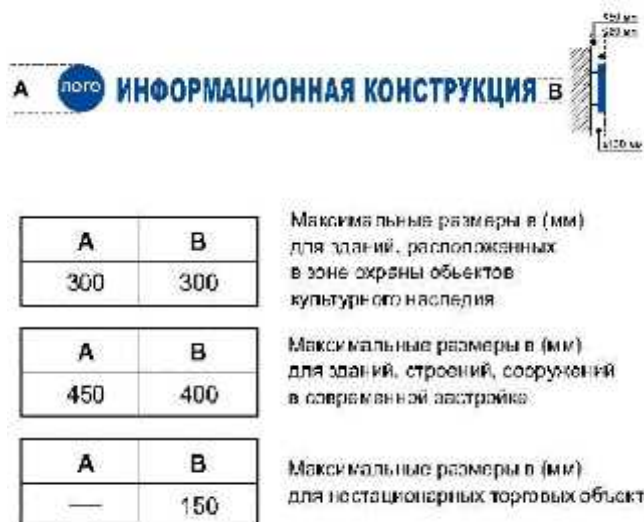 А лого ИНФОРМАЦИОННАЯ КОНСТРУКЦИЯ В
А В
300 300
Максимальные размеры в (мм)
для зданий, расположенных
в зоне охраны объектов
культурного наследия
А В
450 400
Максимальные размеры в (мм)
для зданий, строений, сооружений
в современной застройке
А В
— 150
Максимальные размеры в (мм)
для нестационарных торговых объект